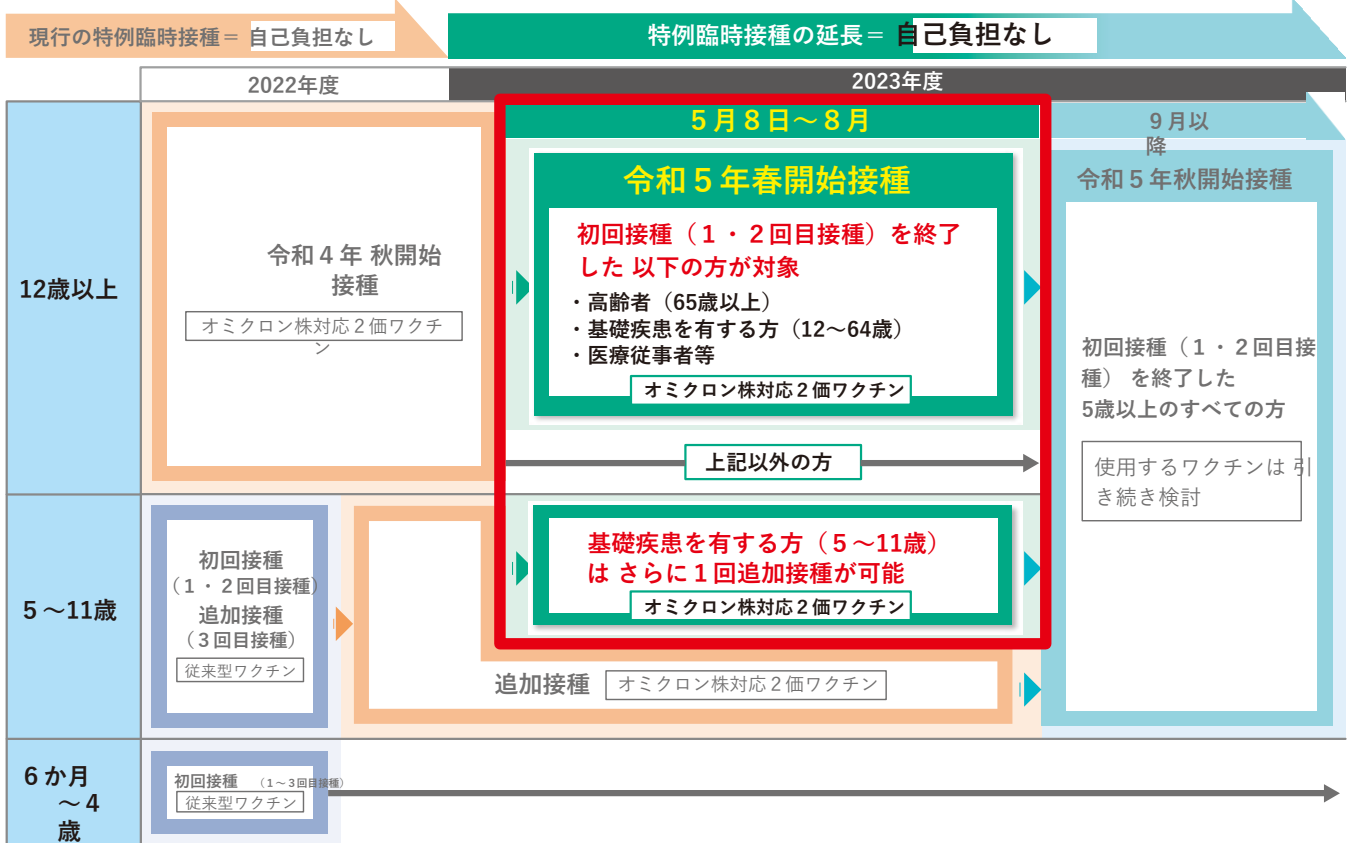 現行の特例臨時接種＝ 自己負担なし
特例臨時接種の延長＝ 自己負担なし
2022年度
2023年度
５月８日～８月
９月以
降
12歳以上
令和４年 秋開始
接種
オミクロン株対応２価ワクチ
ン
令和５年春開始接種
初回接種（１・２回目接種）を終了
した 以下の方が対象
・高齢者（65歳以上）
・基礎疾患を有する方（12～64歳）
・医療従事者等
オミクロン株対応２価ワクチン
上記以外の方
令和５年秋開始接種
初回接種（１・２回目接
種） を終了した
5歳以上のすべての方
使用するワクチンは 引
き続き検討
５～11歳
初回接種
（１・２回目接種）
追加接種
（３回目接種）
従来型ワクチン
基礎疾患を有する方（５～11歳）
は さらに１回追加接種が可能
オミクロン株対応２価ワクチン
追加接種 オミクロン株対応２価ワクチン
６か月
～４
歳
初回接種 （１～３回目接種）
従来型ワクチン